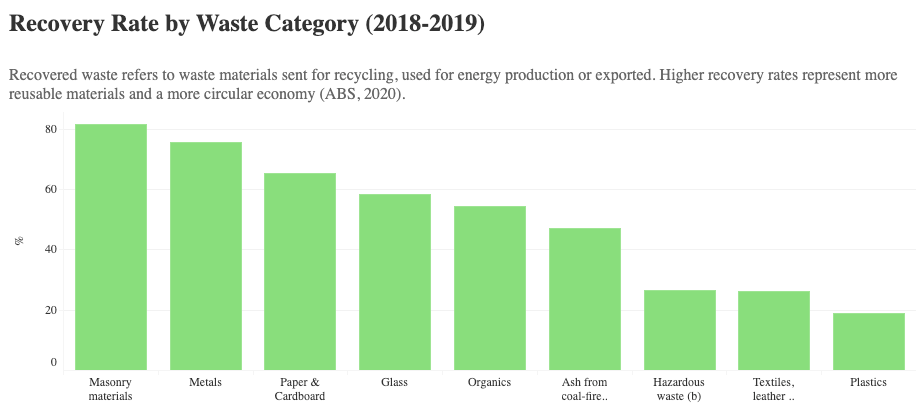 Recovery Rate by Waste Category (2018-2019)
Recovered waste refers to waste materials sent for recycling, used for energy production or exported. Higher recovery rates represent more
reusable materials and a more circular economy (ABS, 2020).
80
60
40
20
0
%
Masonry
materials
Metals
Paper &
Cardboard
Glass
Organics
Ash from
coal-fire..
Hazardous
waste (b)
Textiles,
leather ..
Plastics